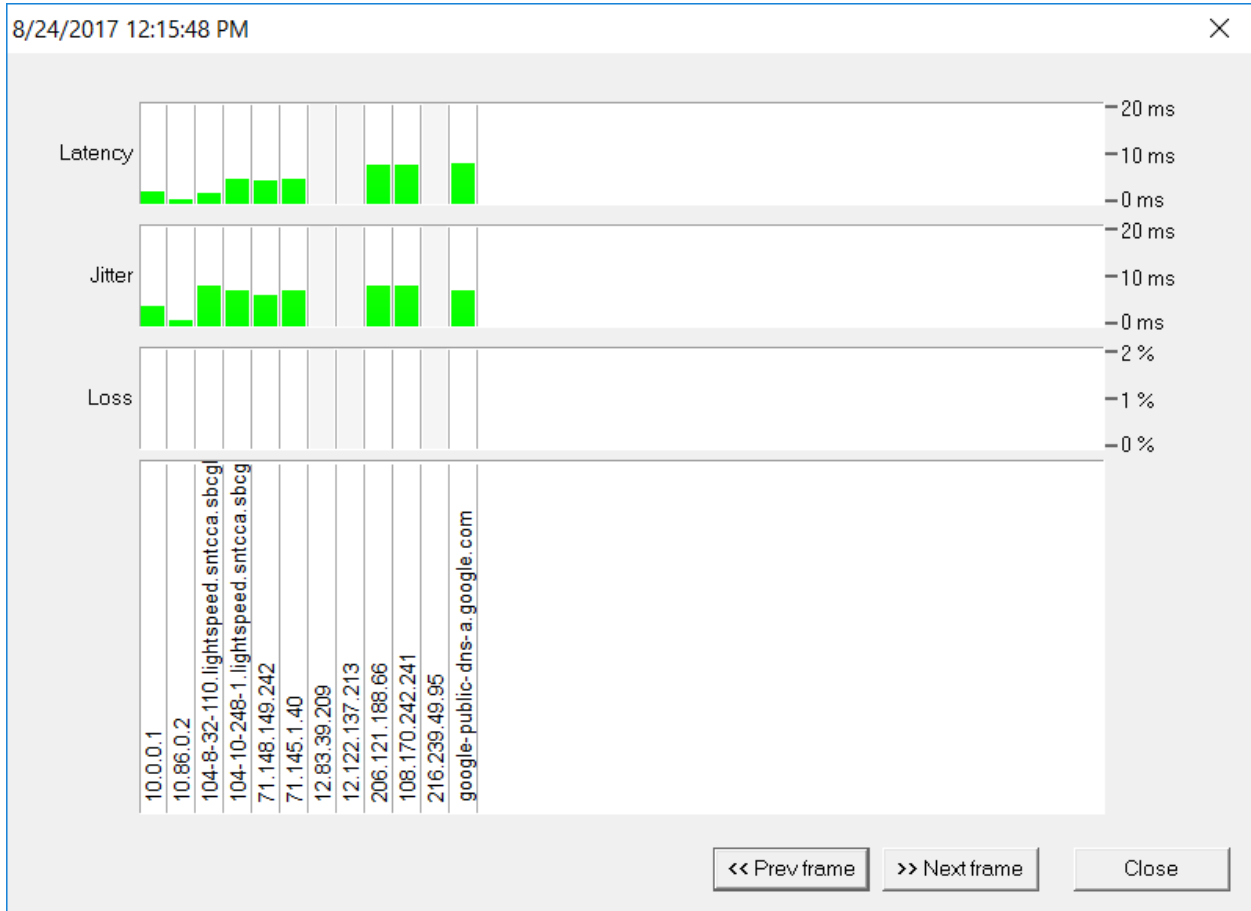 8/24/2017 12:15:48 PM
Latency
20 ms
10 ms
0 ms
Jitter
20 ms
10 ms
0 ms
Loss
2 %
1 %
0 %
10.0.0.1
10.86.0.2
104-8-32-110.lightspeed.sntcca.sbcgl
104-10-248-1.lightspeed.sntcca.sbcg
71.148.149.242
71.145.1.40
12.83.39.209
12.122.137.213
206.121.188.66
108.170.242.241
216.239.49.95
google-public-dns-a.google.com
<< Prev frame
>> Next frame
Close